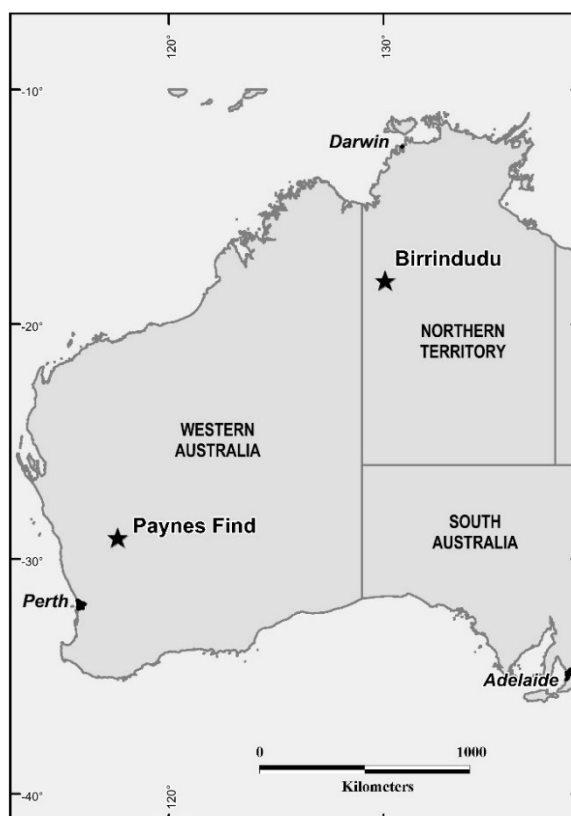 120°
130°
-10°
Darwin
Birrindudu
-20°
NORTHERN
TERRITORY
WESTERN
AUSTRALIA
Paynes Find
SOUTH
AUSTRALIA
-30°
Perth
Adelaide
0
1000
Kilometers
-40°
120°
130°